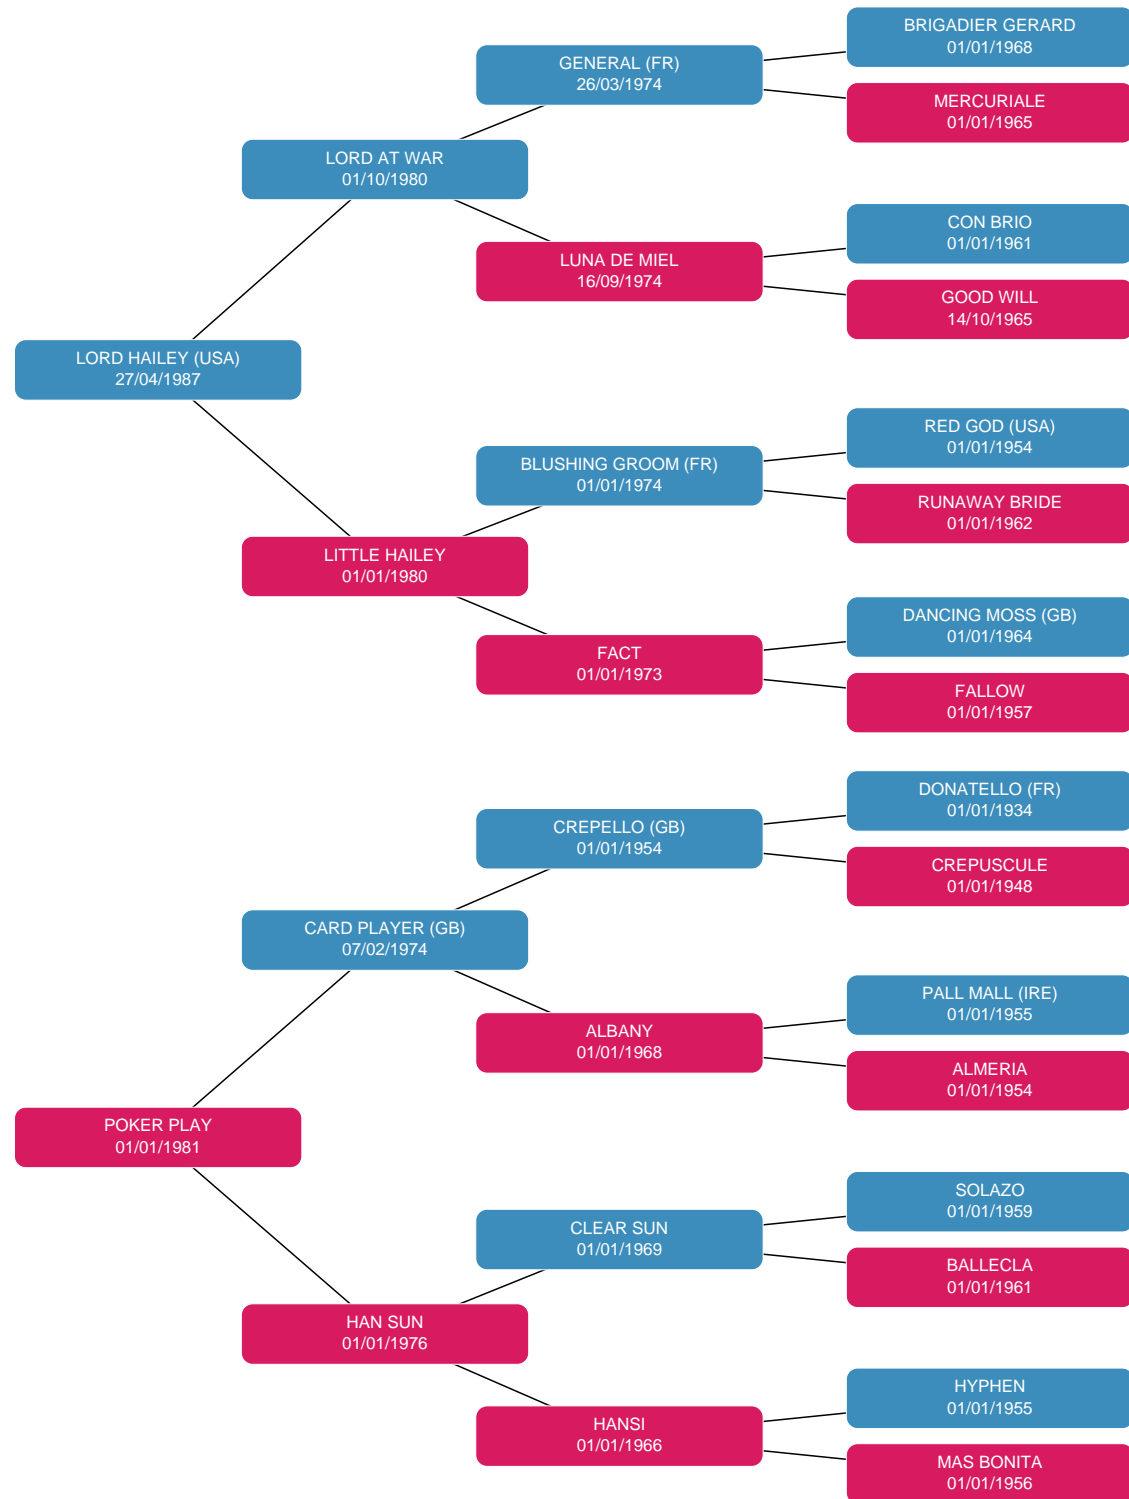 BRIGADIER GERARD
01/01/1968
GENERAL (FR)
26/03/1974
MERCURIALE
01/01/1965
LORD AT WAR
01/10/1980
CON BRIO
01/01/1961
LUNA DE MIEL
16/09/1974
GOOD WILL
14/10/1965
LORD HAILEY (USA)
27/04/1987
RED GOD (USA)
01/01/1954
BLUSHING GROOM (FR)
01/01/1974
RUNAWAY BRIDE
01/01/1962
LITTLE HAILEY
01/01/1980
DANCING MOSS (GB)
01/01/1964
FACT
01/01/1973
FALLOW
01/01/1957
DONATELLO (FR)
01/01/1934
CREPELLO (GB)
01/01/1954
CREPUSCULE
01/01/1948
CARD PLAYER (GB)
07/02/1974
PALL MALL (IRE)
01/01/1955
ALBANY
01/01/1968
ALMERIA
01/01/1954
POKER PLAY
01/01/1981
SOLAZO
01/01/1959
CLEAR SUN
01/01/1969
BALLECLA
01/01/1961
HAN SUN
01/01/1976
HYPHEN
01/01/1955
HANSI
01/01/1966
MAS BONITA
01/01/1956